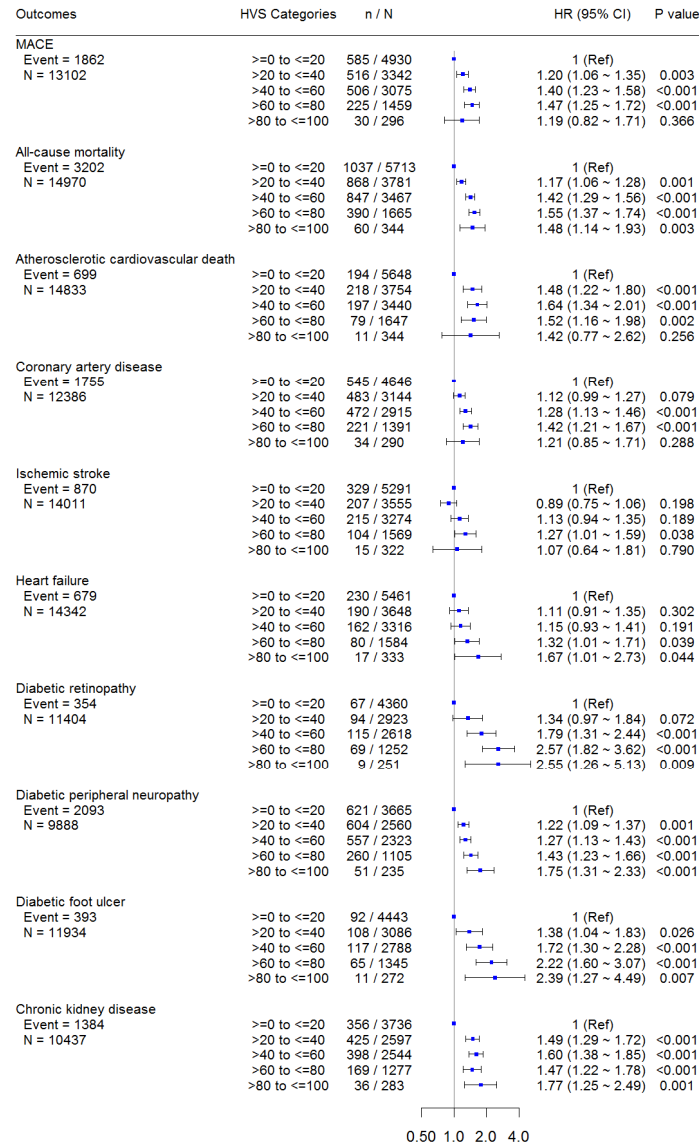 Outcomes HVS Categories n / N HR (95% CI) P value
MACE
Event = 1862 >=0 to <=20 585 / 4930 1 (Ref)
N = 13102 >20 to <=40 516 / 3342 1.20 (1.06 ~ 1.35) 0.003
>40 to <=60 506 / 3075 1.40 (1.23 ~ 1.58) <0.001
>60 to <=80 225 / 1459 1.47 (1.25 ~ 1.72) <0.001
>80 to <=100 30 / 296 1.19 (0.82 ~ 1.71) 0.366
All-cause mortality
Event = 3202 >=0 to <=20 1037 / 5713 1 (Ref)
N = 14970 >20 to <=40 868 / 3781 1.17 (1.06 ~ 1.28) 0.001
>40 to <=60 847 / 3467 1.42 (1.29 ~ 1.56) <0.001
>60 to <=80 390 / 1665 1.55 (1.37 ~ 1.74) <0.001
>80 to <=100 60 / 344 1.48 (1.14 ~ 1.93) 0.003
Atherosclerotic cardiovascular death
Event = 699 >=0 to <=20 194 / 5648 1 (Ref)
N = 14833 >20 to <=40 218 / 3754 1.48 (1.22 ~ 1.80) <0.001
>40 to <=60 197 / 3440 1.64 (1.34 ~ 2.01) <0.001
>60 to <=80 79 / 1647 1.52 (1.16 ~ 1.98) 0.002
>80 to <=100 11 / 344 1.42 (0.77 ~ 2.62) 0.256
Coronary artery disease
Event = 1755 >=0 to <=20 545 / 4646 1 (Ref)
N = 12386 >20 to <=40 483 / 3144 1.12 (0.99 ~ 1.27) 0.079
>40 to <=60 472 / 2915 1.28 (1.13 ~ 1.46) <0.001
>60 to <=80 221 / 1391 1.42 (1.21 ~ 1.67) <0.001
>80 to <=100 34 / 290 1.21 (0.85 ~ 1.71) 0.288
Ischemic stroke
Event = 870 >=0 to <=20 329 / 5291 1 (Ref)
N = 14011 >20 to <=40 207 / 3555 0.89 (0.75 ~ 1.06) 0.198
>40 to <=60 215 / 3274 1.13 (0.94 ~ 1.35) 0.189
>60 to <=80 104 / 1569 1.27 (1.01 ~ 1.59) 0.038
>80 to <=100 15 / 322 1.07 (0.64 ~ 1.81) 0.790
Heart failure
Event = 679 >=0 to <=20 230 / 5461 1 (Ref)
N = 14342 >20 to <=40 190 / 3648 1.11 (0.91 ~ 1.35) 0.302
>40 to <=60 162 / 3316 1.15 (0.93 ~ 1.41) 0.191
>60 to <=80 80 / 1584 1.32 (1.01 ~ 1.71) 0.039
>80 to <=100 17 / 333 1.67 (1.01 ~ 2.73) 0.044
Diabetic retinopathy
Event = 354 >=0 to <=20 67 / 4360 1 (Ref)
N = 11404 >20 to <=40 94 / 2923 1.34 (0.97 ~ 1.84) 0.072
>40 to <=60 115 / 2618 1.79 (1.31 ~ 2.44) <0.001
>60 to <=80 69 / 1252 2.57 (1.82 ~ 3.62) <0.001
>80 to <=100 9 / 251 2.55 (1.26 ~ 5.13) 0.009
Diabetic peripheral neuropathy
Event = 2093 >=0 to <=20 621 / 3665 1 (Ref)
N = 9888 >20 to <=40 604 / 2560 1.22 (1.09 ~ 1.37) 0.001
>40 to <=60 557 / 2323 1.27 (1.13 ~ 1.43) <0.001
>60 to <=80 260 / 1105 1.43 (1.23 ~ 1.66) <0.001
>80 to <=100 51 / 235 1.75 (1.31 ~ 2.33) <0.001
Diabetic foot ulcer
Event = 393 >=0 to <=20 92 / 4443 1 (Ref)
N = 11934 >20 to <=40 108 / 3086 1.38 (1.04 ~ 1.83) 0.026
>40 to <=60 117 / 2788 1.72 (1.30 ~ 2.28) <0.001
>60 to <=80 65 / 1345 2.22 (1.60 ~ 3.07) <0.001
>80 to <=100 11 / 272 2.39 (1.27 ~ 4.49) 0.007
Chronic kidney disease
Event = 1384 >=0 to <=20 356 / 3736 1 (Ref)
N = 10437 >20 to <=40 425 / 2597 1.49 (1.29 ~ 1.72) <0.001
>40 to <=60 398 / 2544 1.60 (1.38 ~ 1.85) <0.001
>60 to <=80 169 / 1277 1.47 (1.22 ~ 1.78) <0.001
>80 to <=100 36 / 283 1.77 (1.25 ~ 2.49) 0.001
0.50 1.0 2.0 4.0